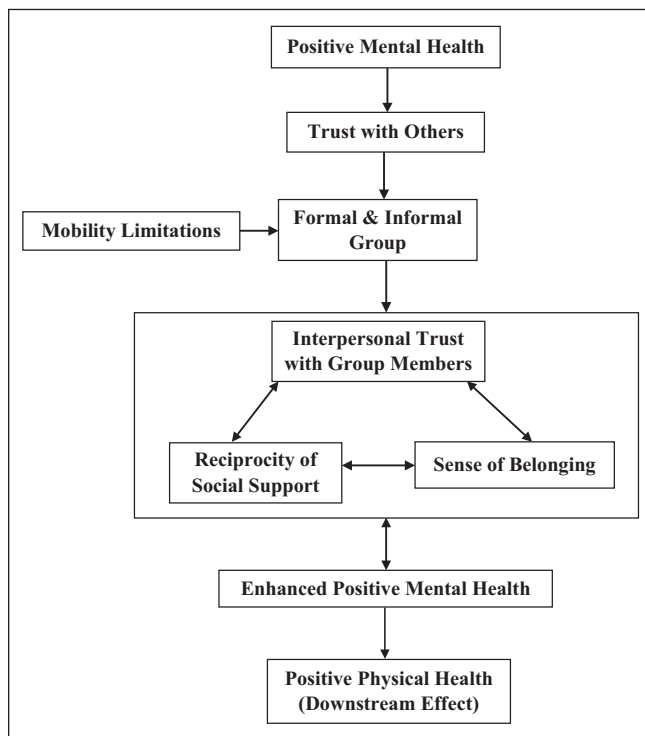 Positive Mental Health
Trust with Others
Mobility Limitations
Formal & Informal
Group
Interpersonal Trust
with Group Members
Reciprocity of
Social Support
Sense of Belonging
Enhanced Positive Mental Health
Positive Physical Health
(Downstream Effect)